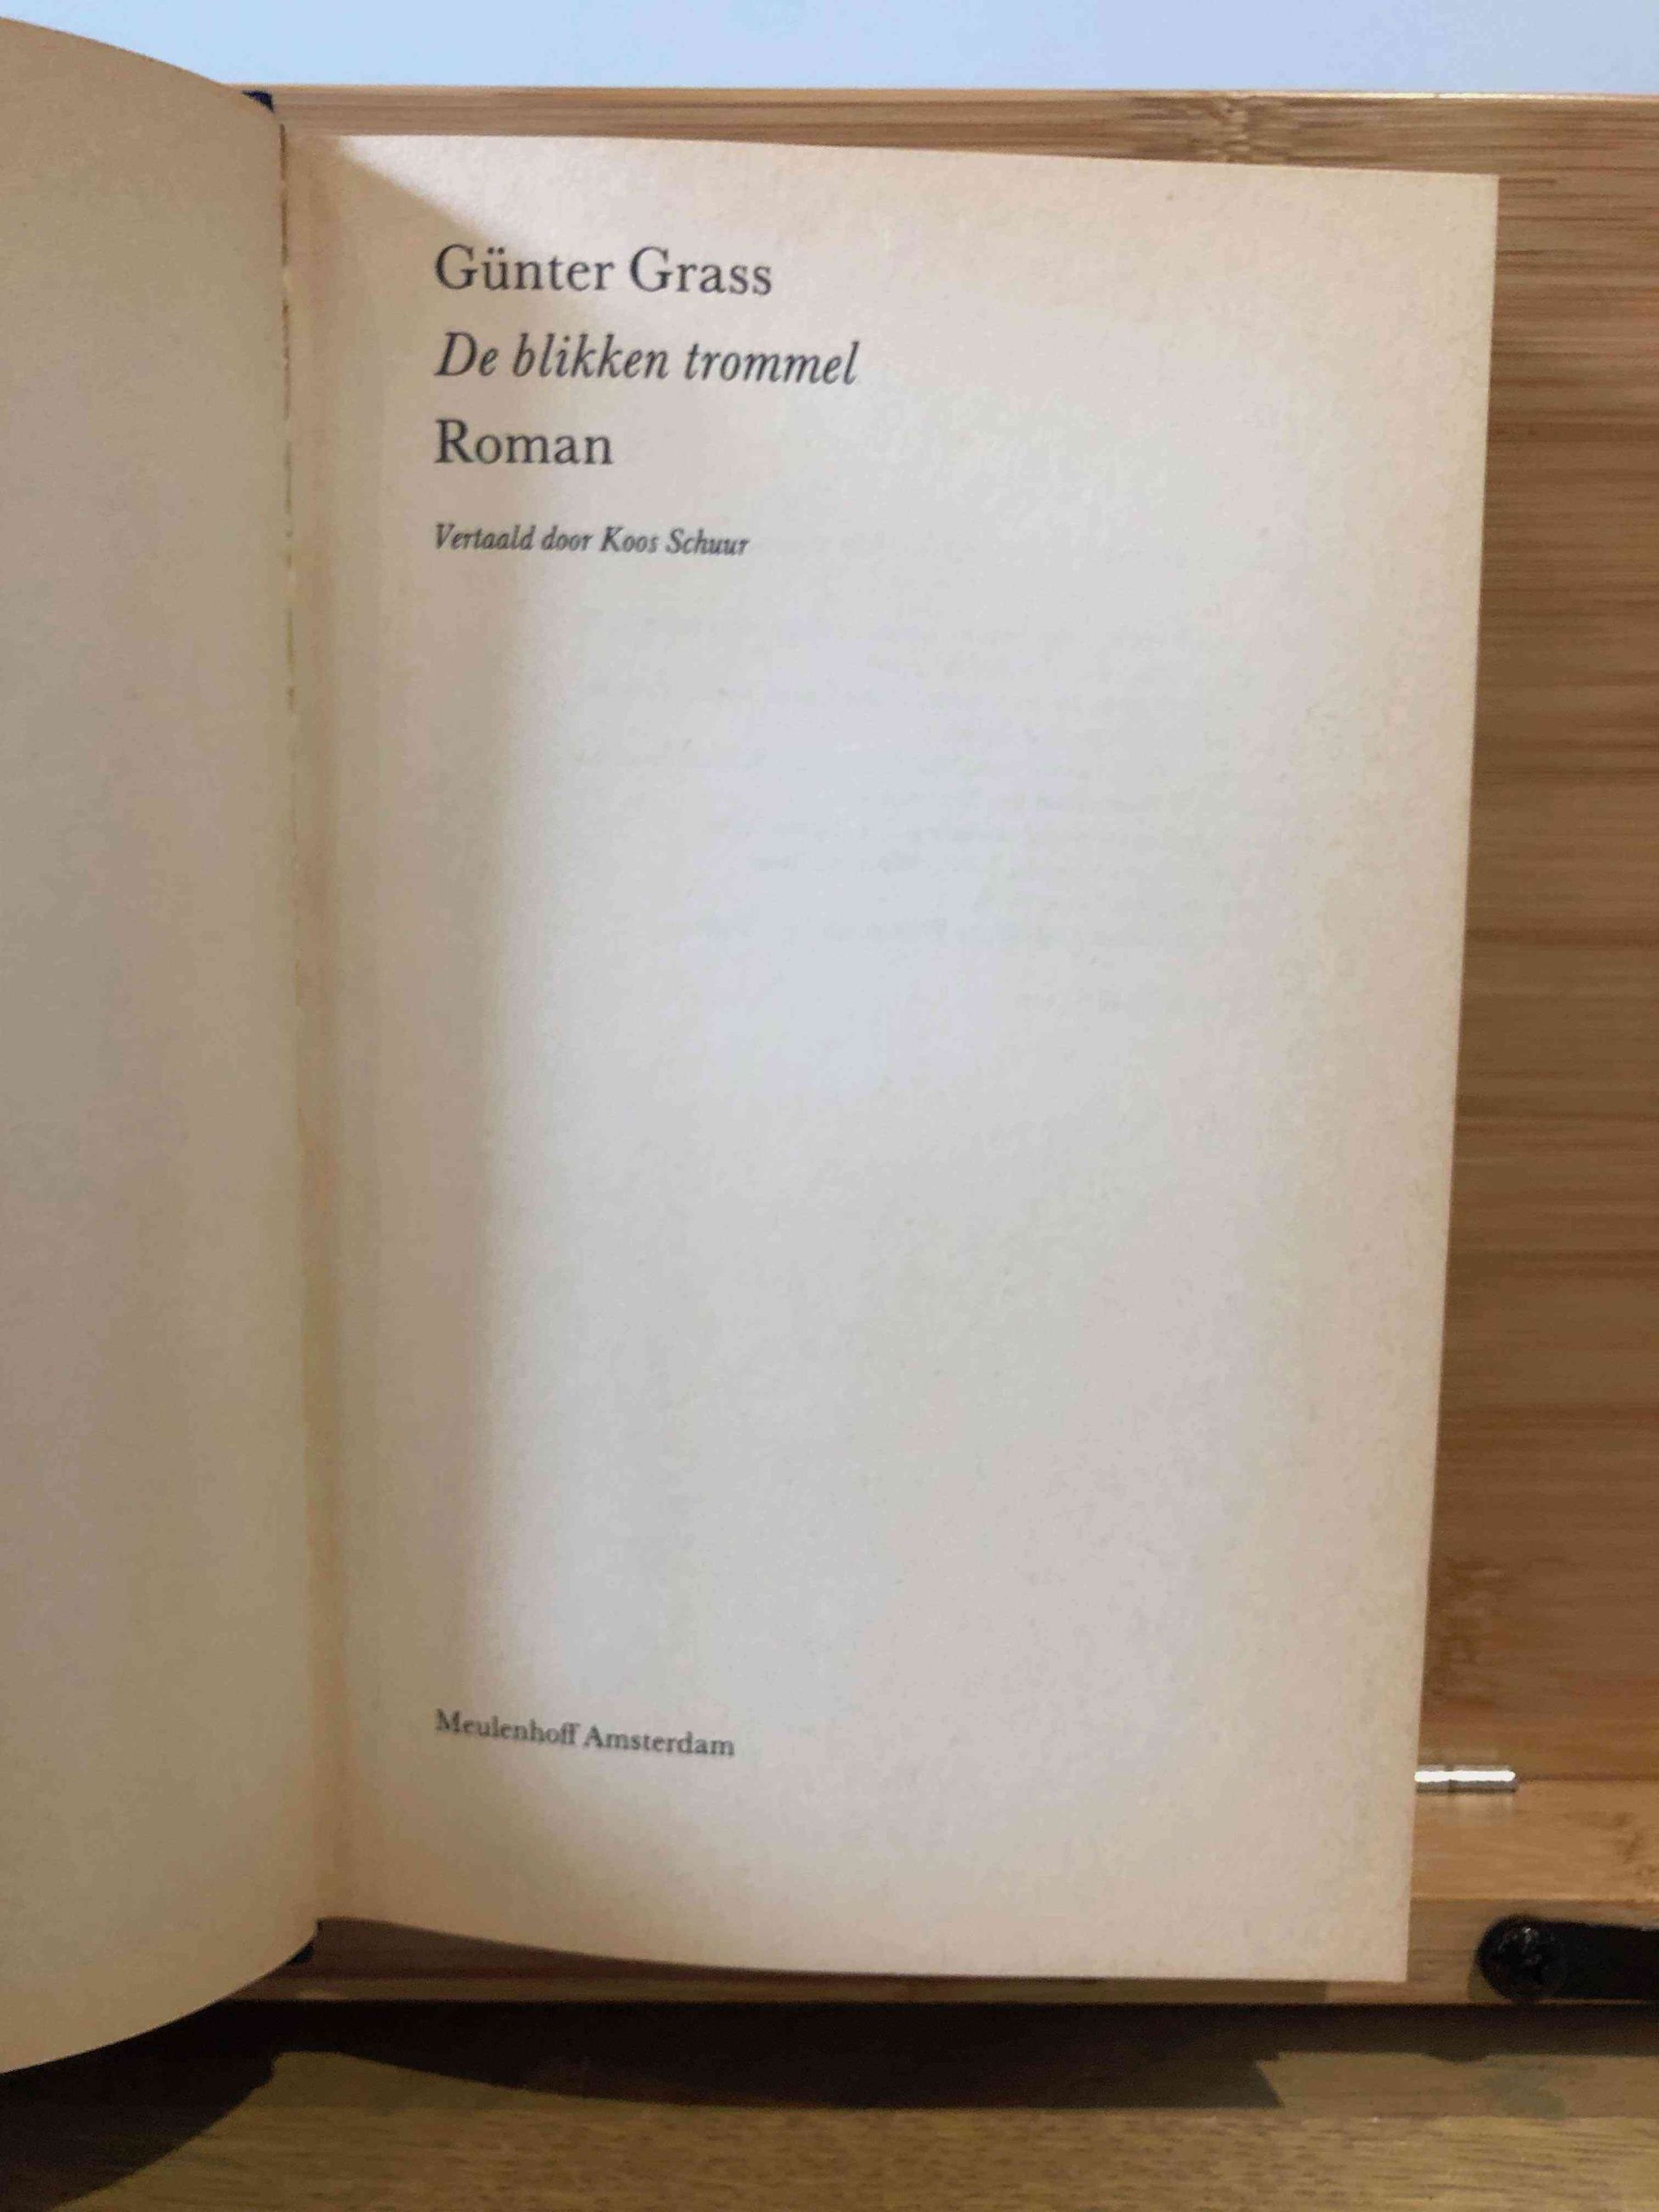 Günter Grass
De blikken trommel
Roman
Vertaald door Koos Schuur
Meulenhoff Amsterdam